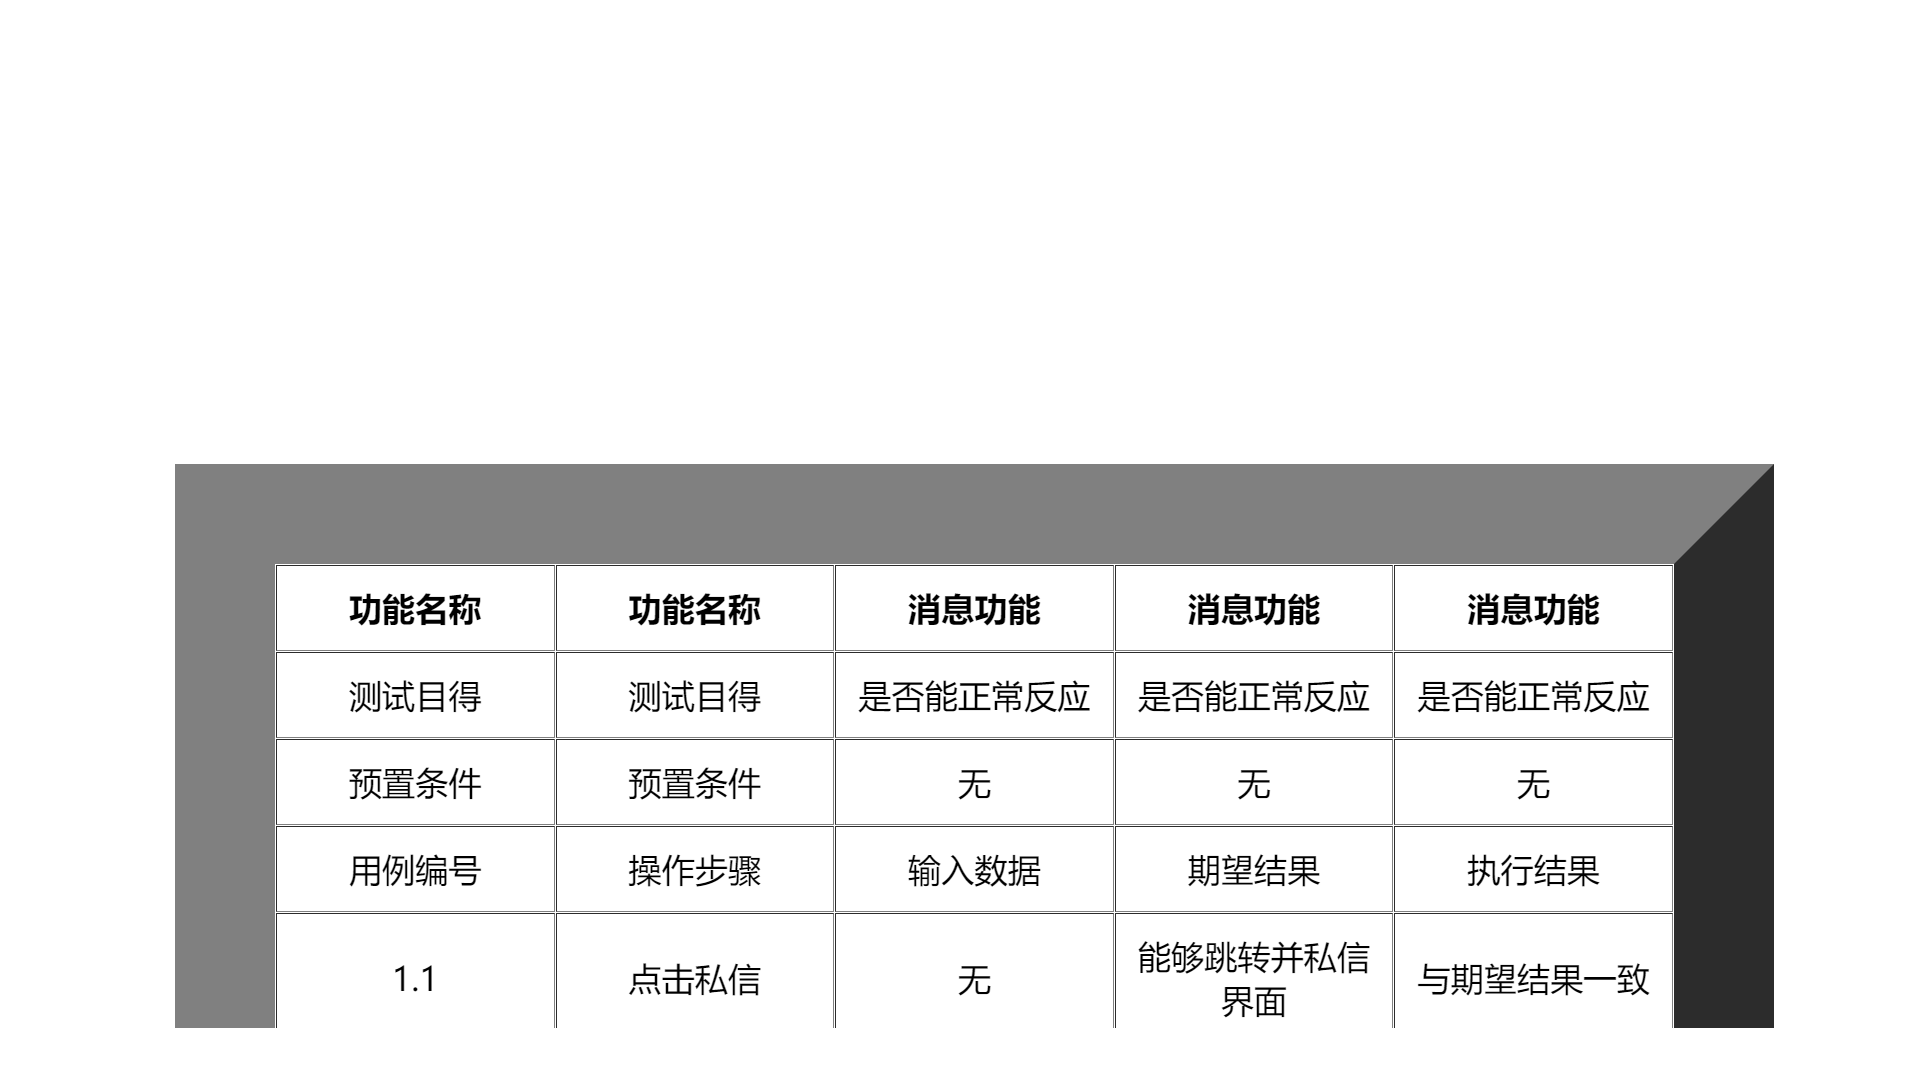 功能名称 功能名称 消息功能 消息功能 消息功能
测试目得 测试目得 是否能正常反应 是否能正常反应 是否能正常反应
预置条件 预置条件 无 无 无
用例编号 操作步骤 输入数据 期望结果 执行结果
1.1 点击私信 无 能够跳转并私信 与期望结果一致
界面